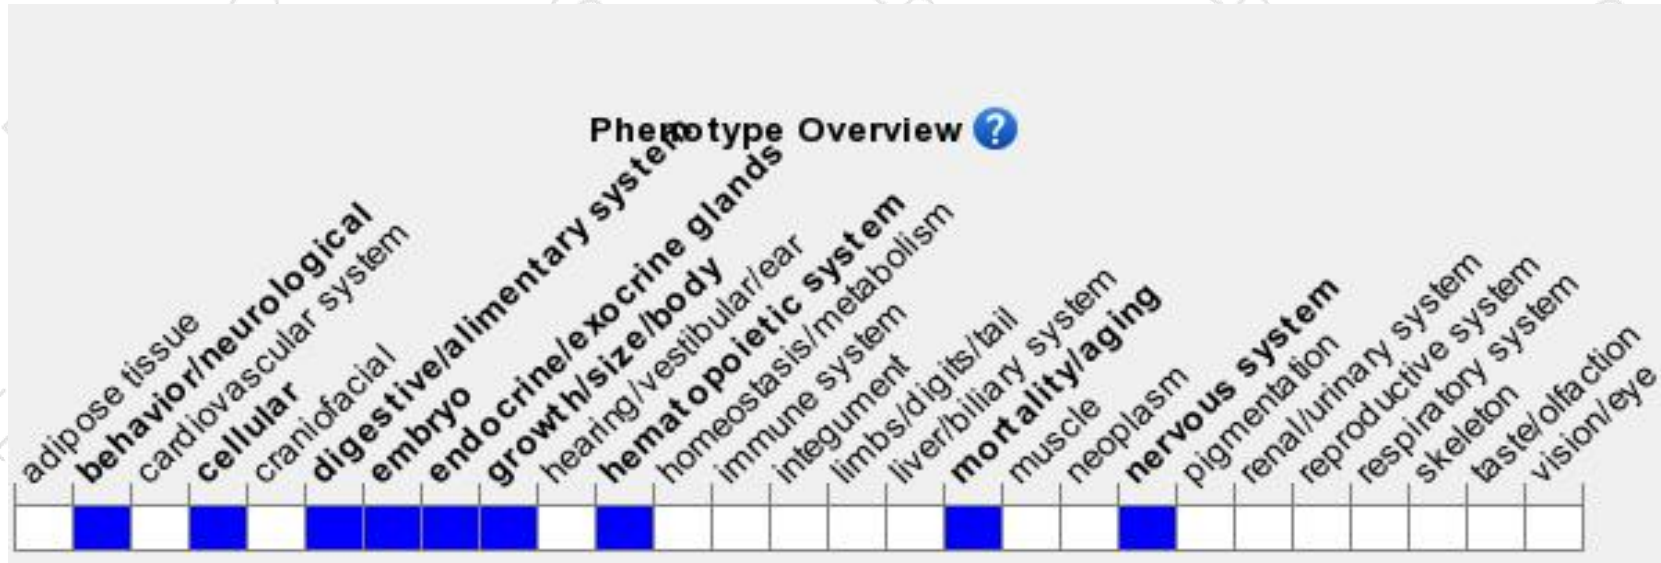 Phenotype Overview ?
adipose tissue
behavior/neurological
cardiovascular system
cellular
craniofacial
digestive/alimentary system
embryo
endocrine/exocrine glands
growth/size/body
hearing/vestibular/ear
hematopoietic system
homeostasis/metabolism
immune system
integument
limbs/digits/tail
liver/biliary system
mortality/aging
muscle
neoplasm
nervous system
pigmentation
renal/urinary system
reproductive system
respiratory system
skeleton
taste/olfaction
vision/eye